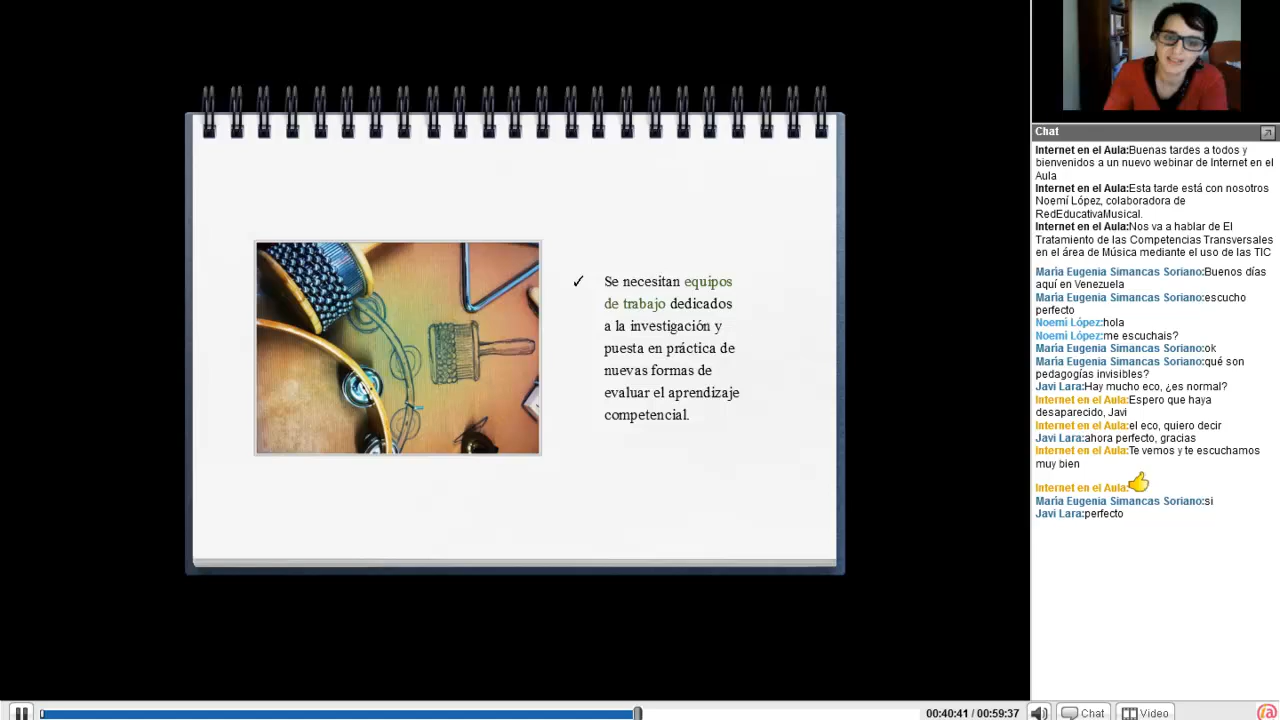 ✓ Se necesitan equipos
de trabajo dedicados
a la investigación y
puesta en práctica de
nuevas formas de
evaluar el aprendizaje
competencial.
Chat
Internet en el Aula:Buenas tardes a todos y
bienvenidos a un nuevo webinar de Internet en el
Aula
Internet en el Aula:Esta tarde está con nosotros
Noemí López, colaboradora de
RedEducativaMusical.
Internet en el Aula:Nos va a hablar de El
Tratamiento de las Competencias Transversales
en el área de Música mediante el uso de las TIC
María Eugenia Simancas Soriano:Buenos días
aquí en Venezuela
María Eugenia Simancas Soriano:escucho
perfecto
Noemí López:hola
Noemí López:me escuchais?
María Eugenia Simancas Soriano:ok
María Eugenia Simancas Soriano:qué son
pedagogías invisibles?
Javi Lara:Hay mucho eco, ¿es normal?
Internet en el Aula:Espero que haya
desaparecido, Javi
Internet en el Aula:el eco, quiero decir
Javi Lara:ahora perfecto, gracias
Internet en el Aula:Te vemos y te escuchamos
muy bien
Internet en el Aula:
María Eugenia Simancas Soriano:si
Javi Lara:perfecto
00:40:41 / 00:59:37
Chat
Video